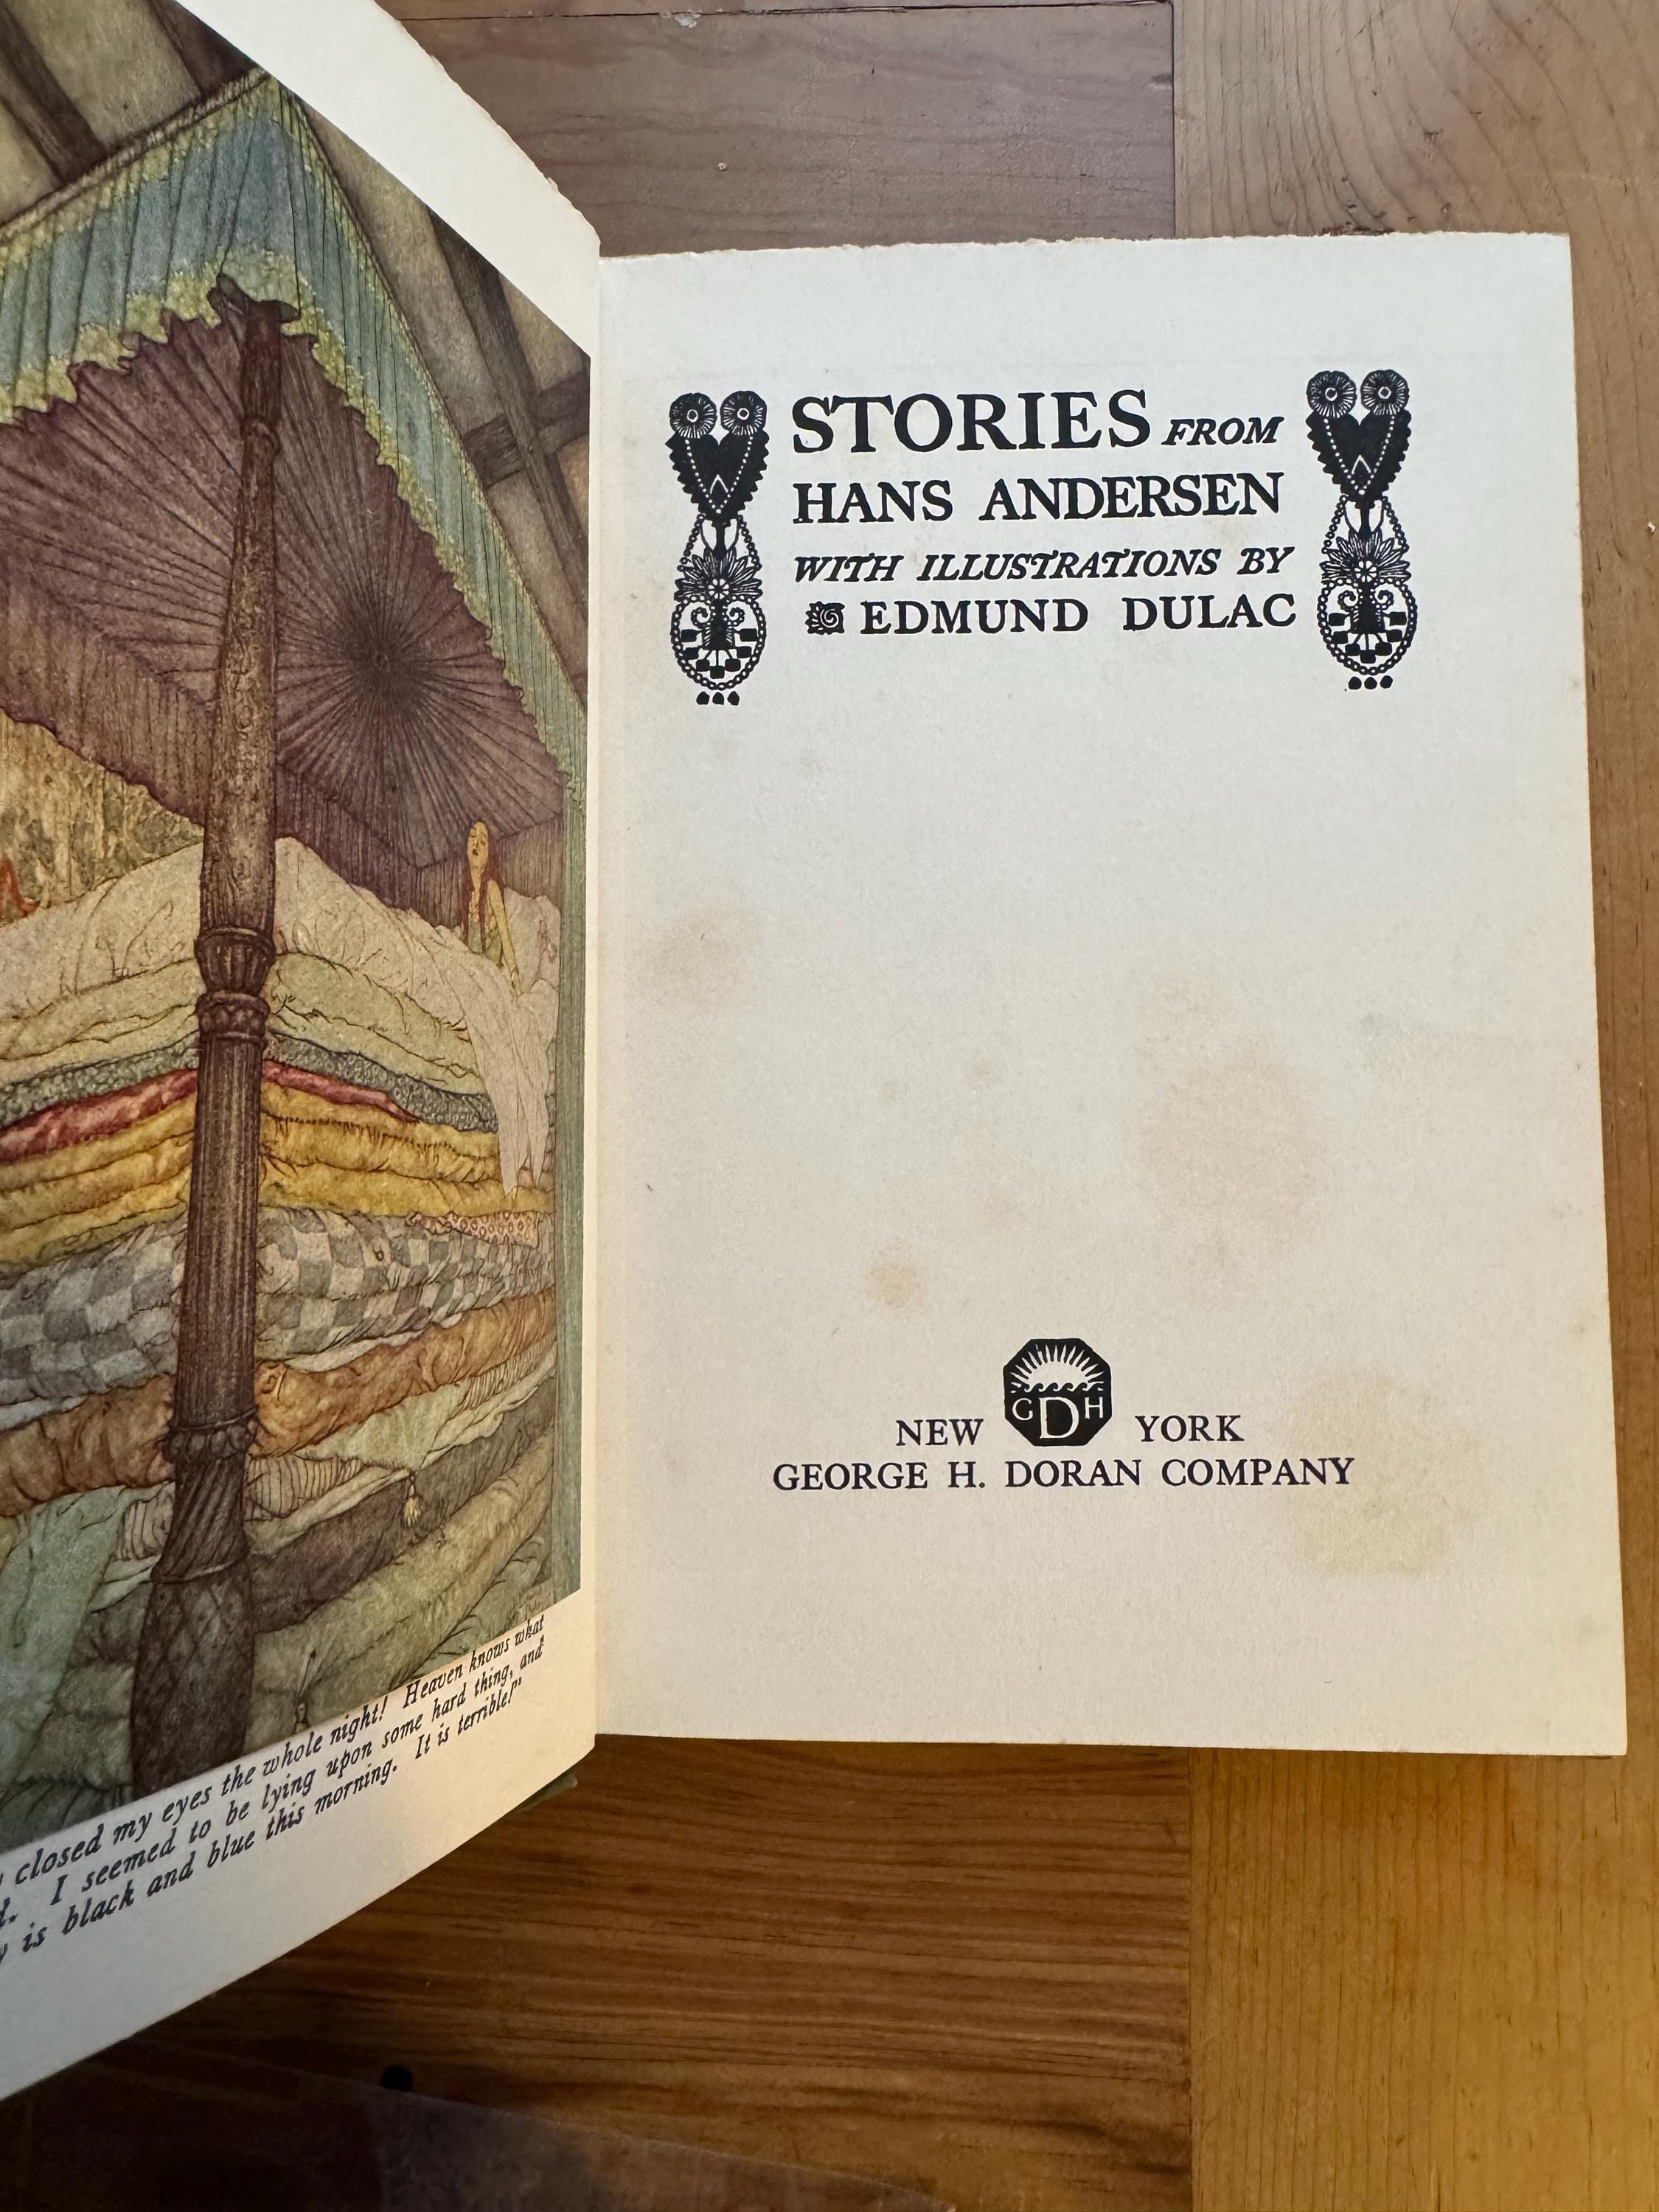 closed my eyes the whole night! Heaven knows what
I seemed to be lying upon some hard thing, and
is black and blue this morning. It is terrible!"
STORIES FROM
HANS ANDERSEN
WITH ILLUSTRATIONS BY
EDMUND DULAC
G D H
NEW YORK
GEORGE H. DORAN COMPANY